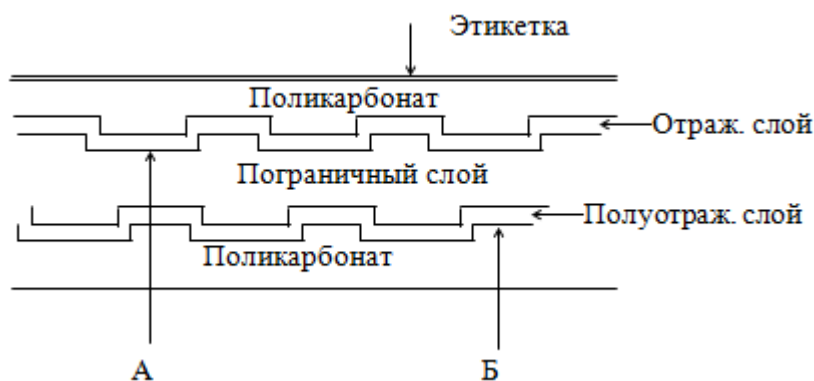 Этикетка
Поликарбонат
Отраж. слой
Пограничный слой
Полуотраж. слой
Поликарбонат
А
Б